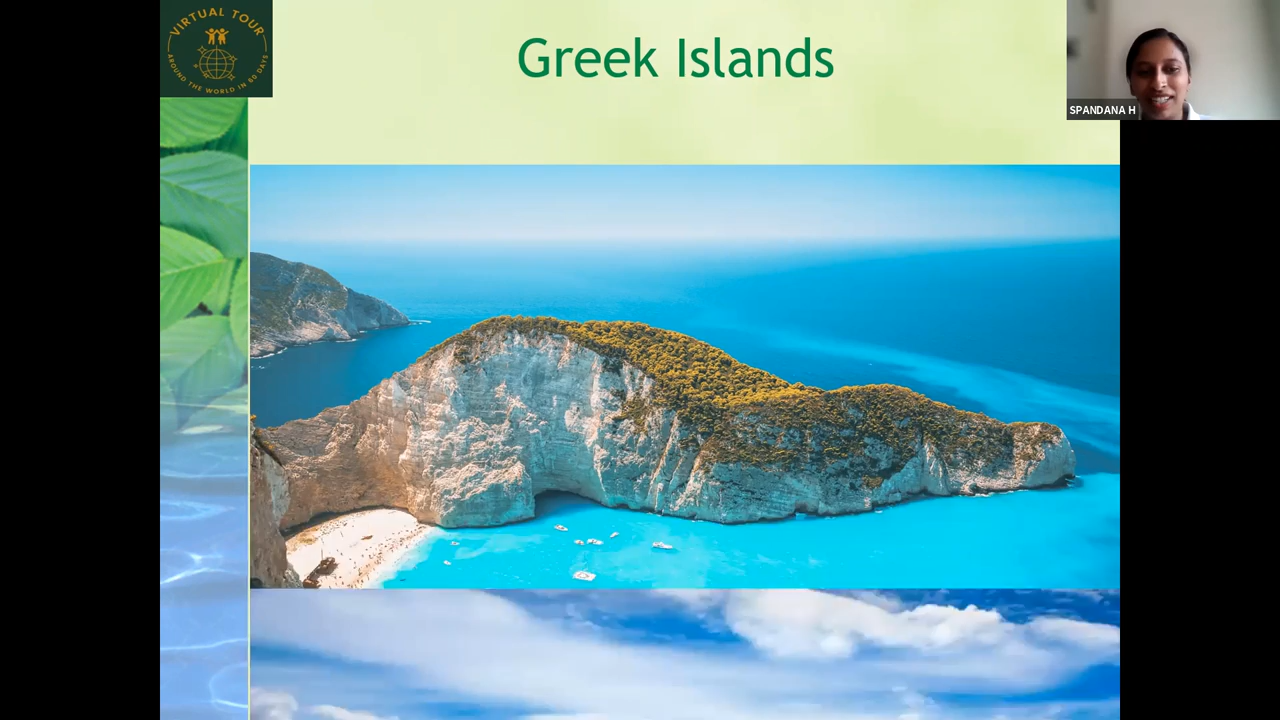 VIRTUAL TOUR
AROUND THE WORLD IN 60 DAYS
Greek Islands
SPANDANA H